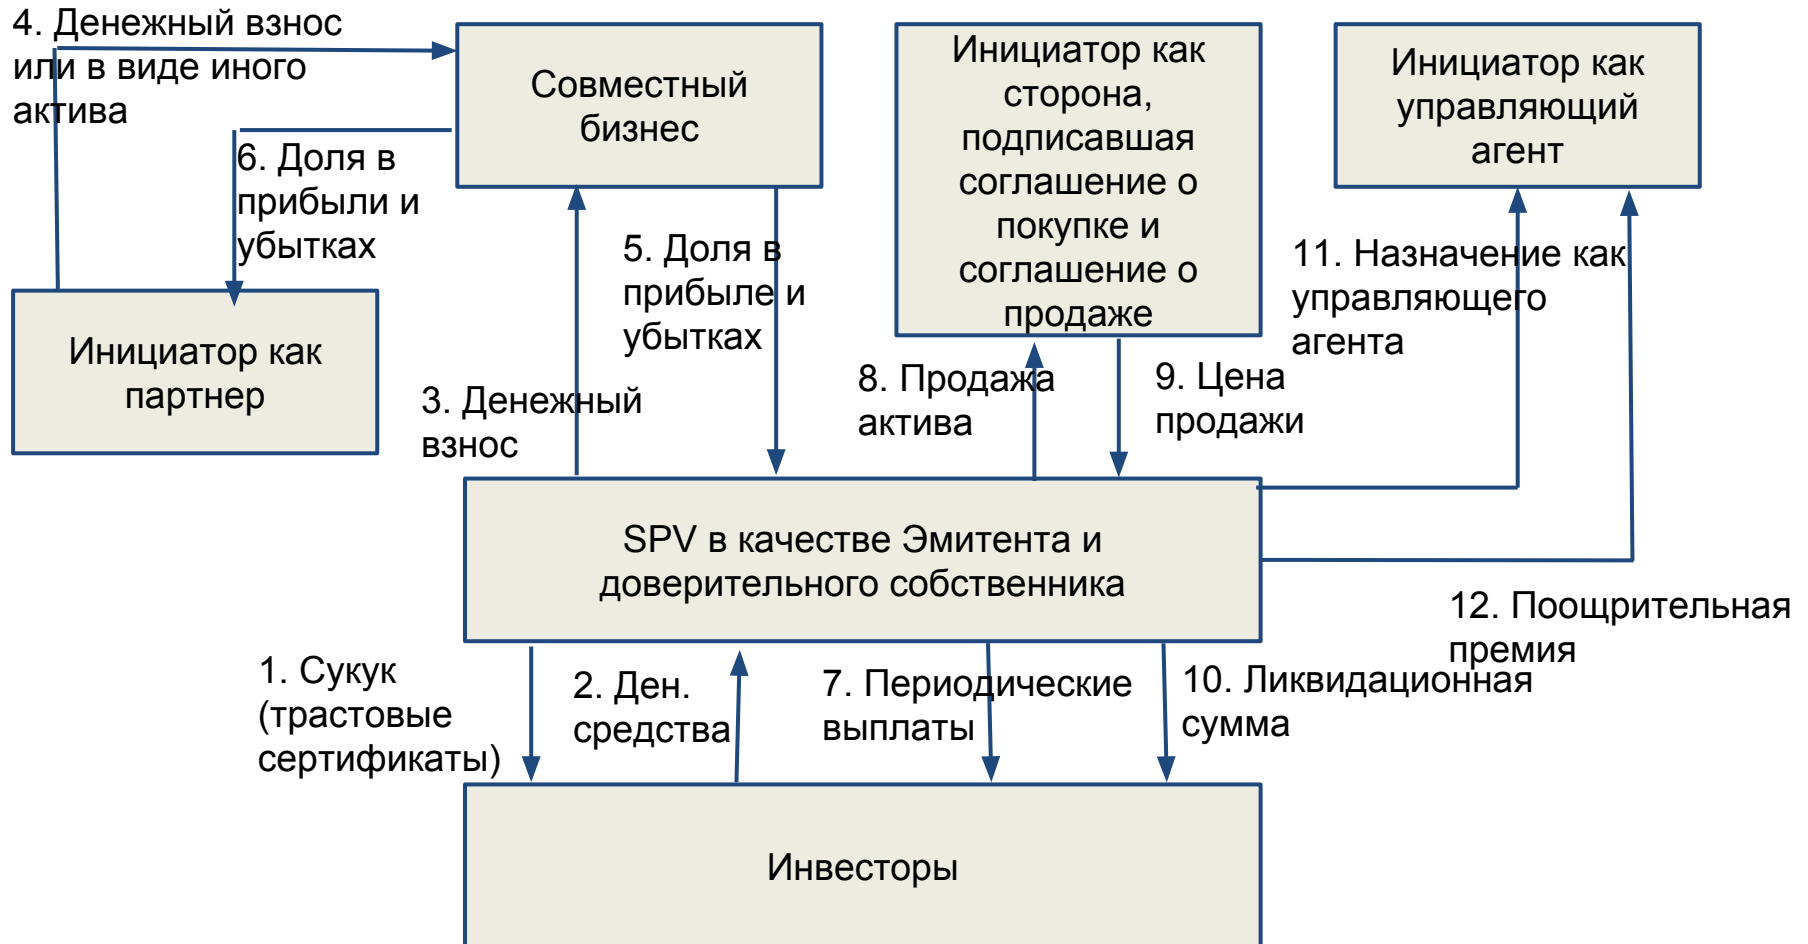 4. Денежный взнос
или в виде иного
актива
Совместный
бизнес
Инициатор как
сторона,
подписавшая
соглашение о
покупке и
соглашение о
продаже
Инициатор как
управляющий
агент
6. Доля в
прибыли и
убытках
5. Доля в
прибыле и
убытках
11. Назначение как
управляющего
агента
Инициатор как
партнер
3. Денежный
взнос
8. Продажа
актива
9. Цена
продажи
SPV в качестве Эмитента и
доверительного собственника
12. Поощрительная
премия
1. Сукук
(трастовые
сертификаты)
2. Ден.
средства
7. Периодические
выплаты
10. Ликвидационная
сумма
Инвесторы